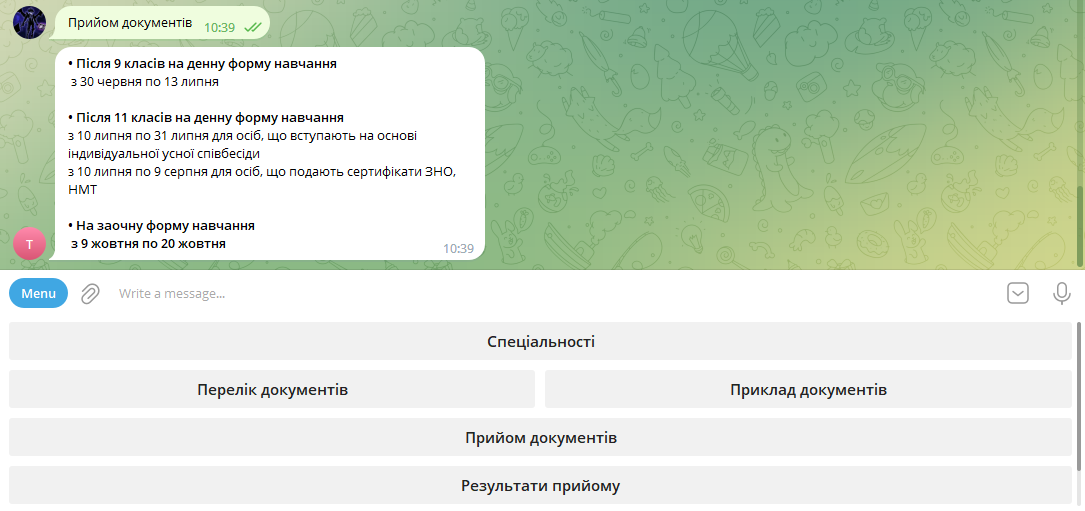 Прийом документів
10:39
• Після 9 класів на денну форму навчання
з 30 червня по 13 липня
• Після 11 класів на денну форму навчання
з 10 липня по 31 липня для осіб, що вступають на основі
індивідуальної усної співбесіди
з 10 липня по 9 серпня для осіб, що подають сертифікати ЗНО,
НМТ
• На заочну форму навчання
з 9 жовтня по 20 жовтня
10:39
T
Menu
Write a message...
Спеціальності
Перелік документів
Приклад документів
Прийом документів
Результати прийому